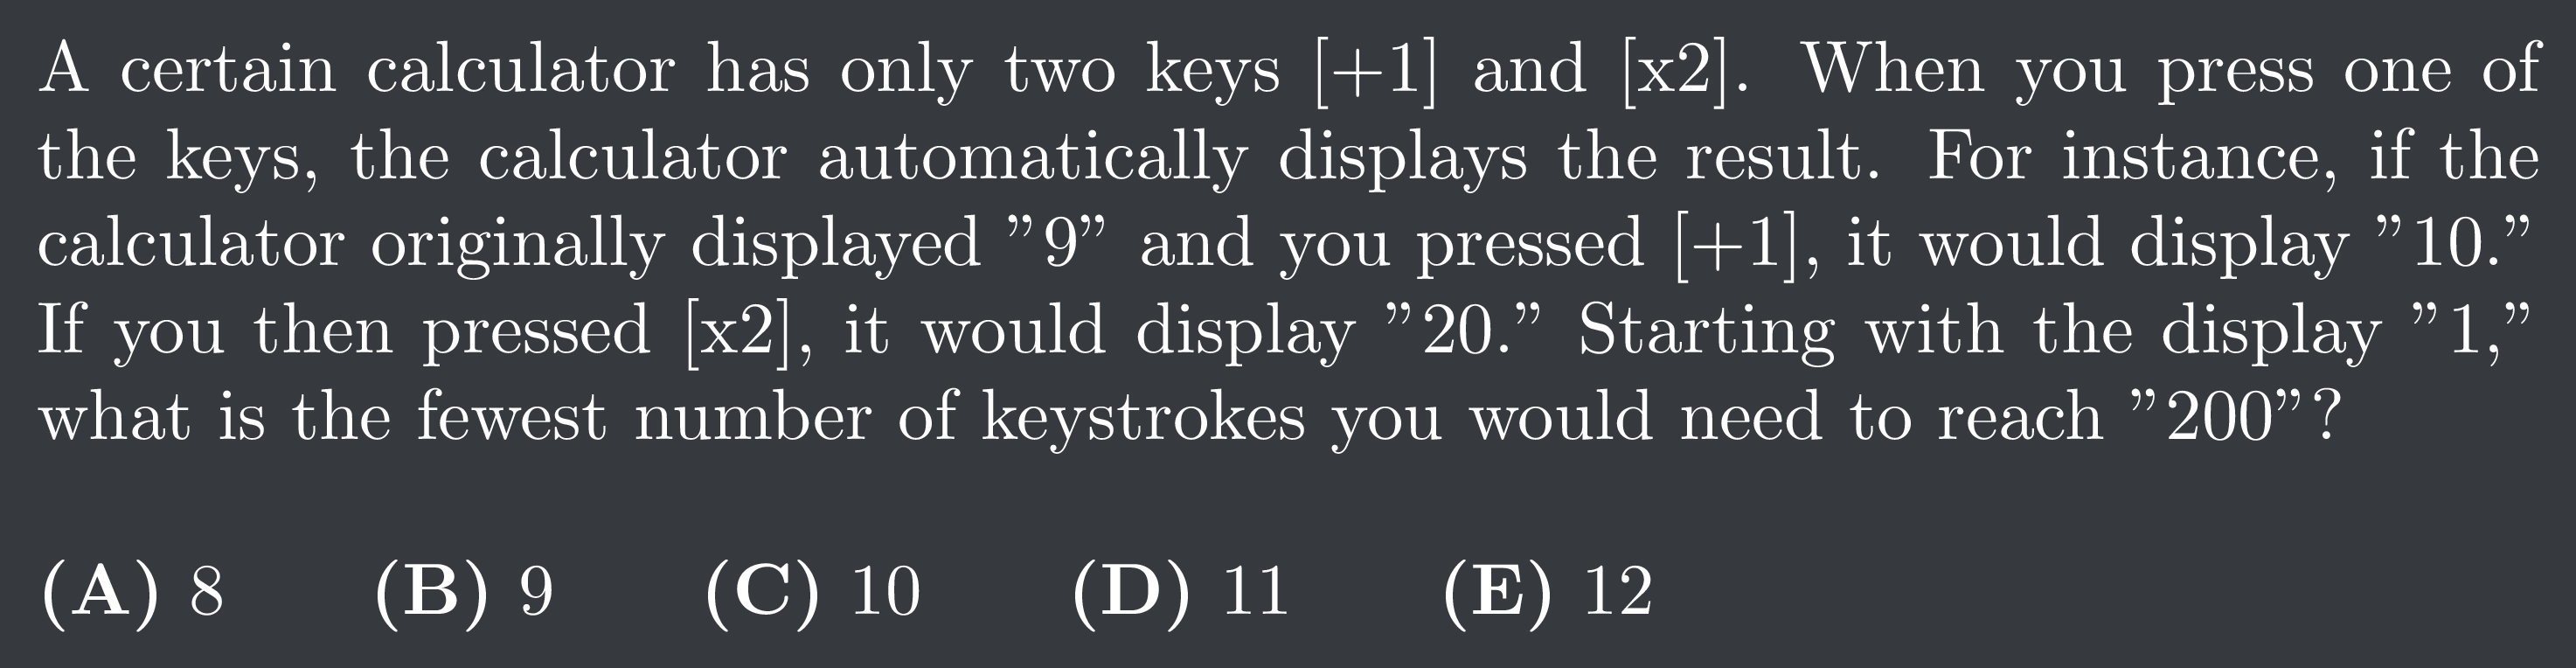 A certain calculator has only two keys [+1] and [x2]. When you press one of
the keys, the calculator automatically displays the result. For instance, if the
calculator originally displayed ”9” and you pressed [+1], it would display ”10.”
If you then pressed [x2], it would display ”20.” Starting with the display ”1,”
what is the fewest number of keystrokes you would need to reach ”200”?
(A) 8 (B) 9 (C) 10 (D) 11 (E) 12